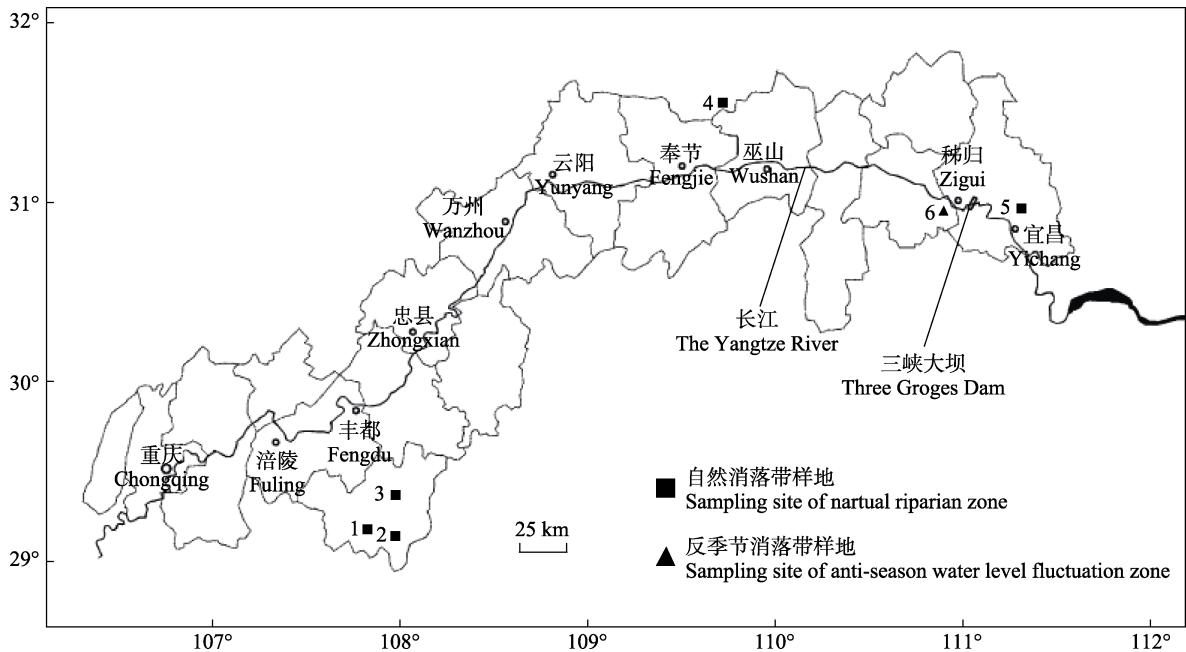 32°
31°
30°
29°
107°
108°
109°
110°
111°
112°
4
云阳
Yunyang
奉节
Fengjie
巫山
Wushan
秭归
Zigui
6
5
宜昌
Yichang
万州
Wanzhou
忠县
Zhongxian
长江
The Yangtze River
三峡大坝
Three Groges Dam
丰都
Fengdu
重庆
Chongqing
涪陵
Fuling
3
1
2
25 km
自然消落带样地
Sampling site of nartual riparian zone
反季节消落带样地
Sampling site of anti-season water level fluctuation zone